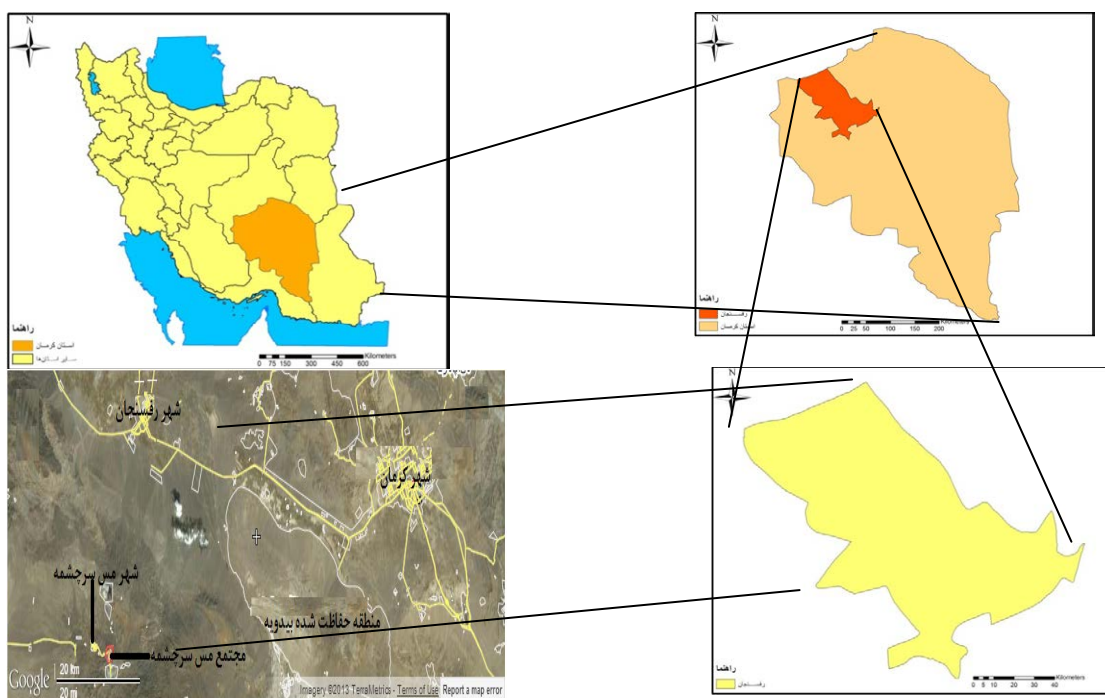 N
راهنما
استان کرمان
سایر استان‌ها
0 75 150 300 450 600
Kilometers
N
راهنما
رفسنجان
استان کرمان
0 25 50 100 150 200
Kilometers
شهر رفسنجان
شهر کرمان
شهر مس سرچشمه
منطقه حفاظت شده بیدویه
مجتمع مس سرچشمه
Google
20 km
20 mi
Imagery ©2013 TerraMetrics - Terms of Use Report a map error
N
راهنما
رفسنجان
0 5 10 20 30 40
Kilometers